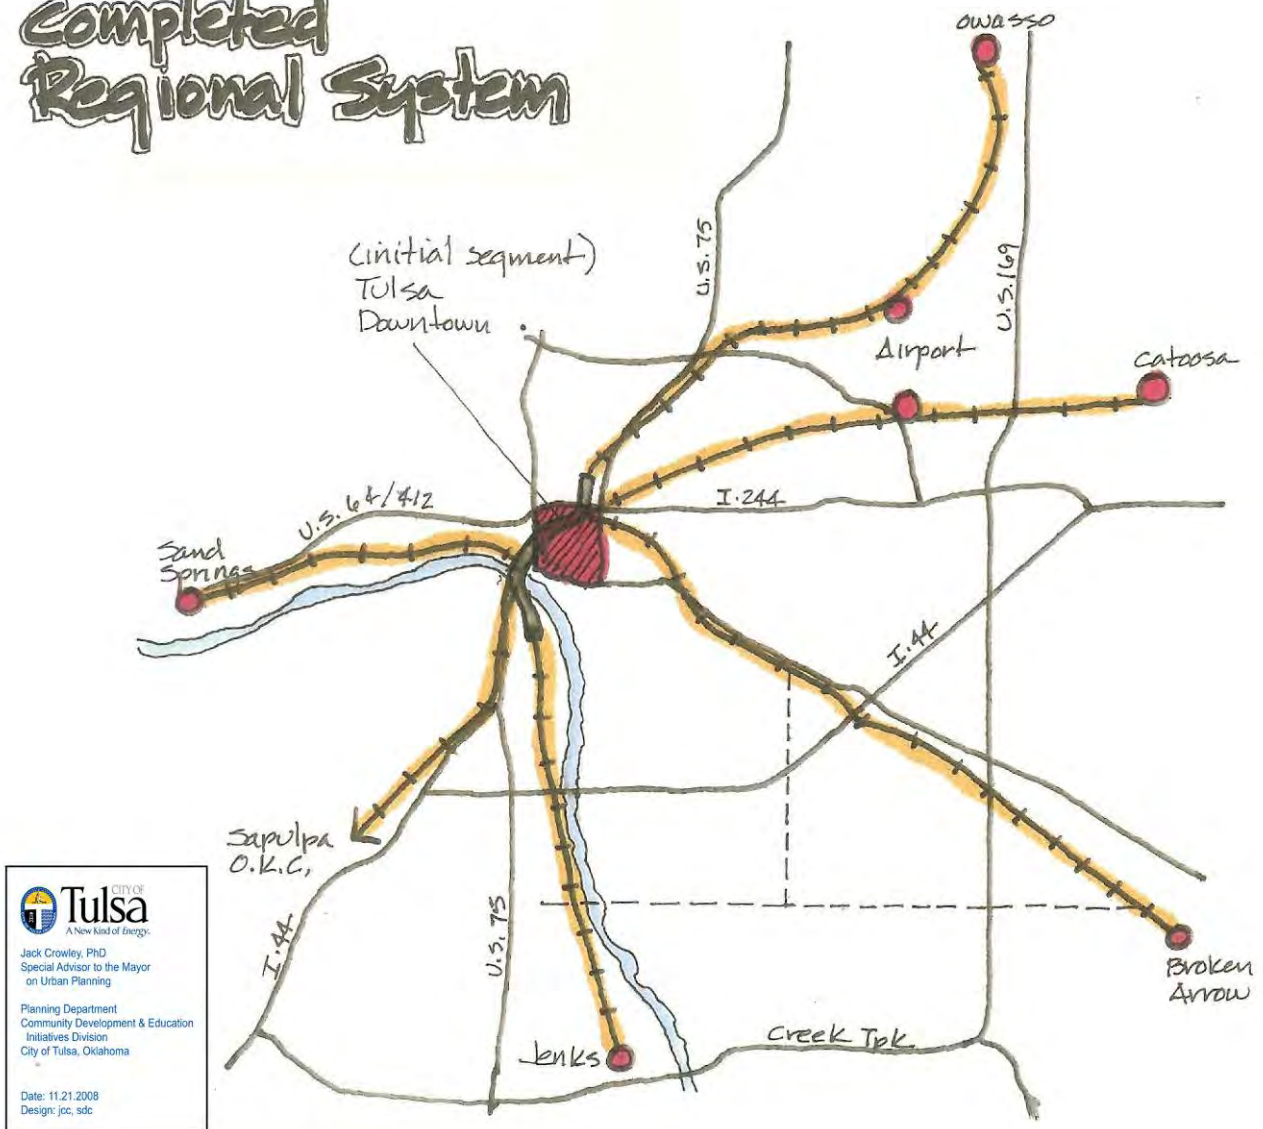 Completed
Regional System
owasso
(initial segment)
Tulsa
Downtown
U.S. 75
U.S. 169
Airport
Catoosa
U.S. 64/412
I.244
Sand
Springs
I.44
Sapulpa
O.K.C.
I.44
U.S. 75
Broken
Arrow
Jenks
Creek Tpk.
CITY OF
Tulsa
A New Kind of Energy.
Jack Crowley, PhD
Special Advisor to the Mayor
on Urban Planning
Planning Department
Community Development & Education
Initiatives Division
City of Tulsa, Oklahoma
Date: 11.21.2008
Design: jcc, sdc